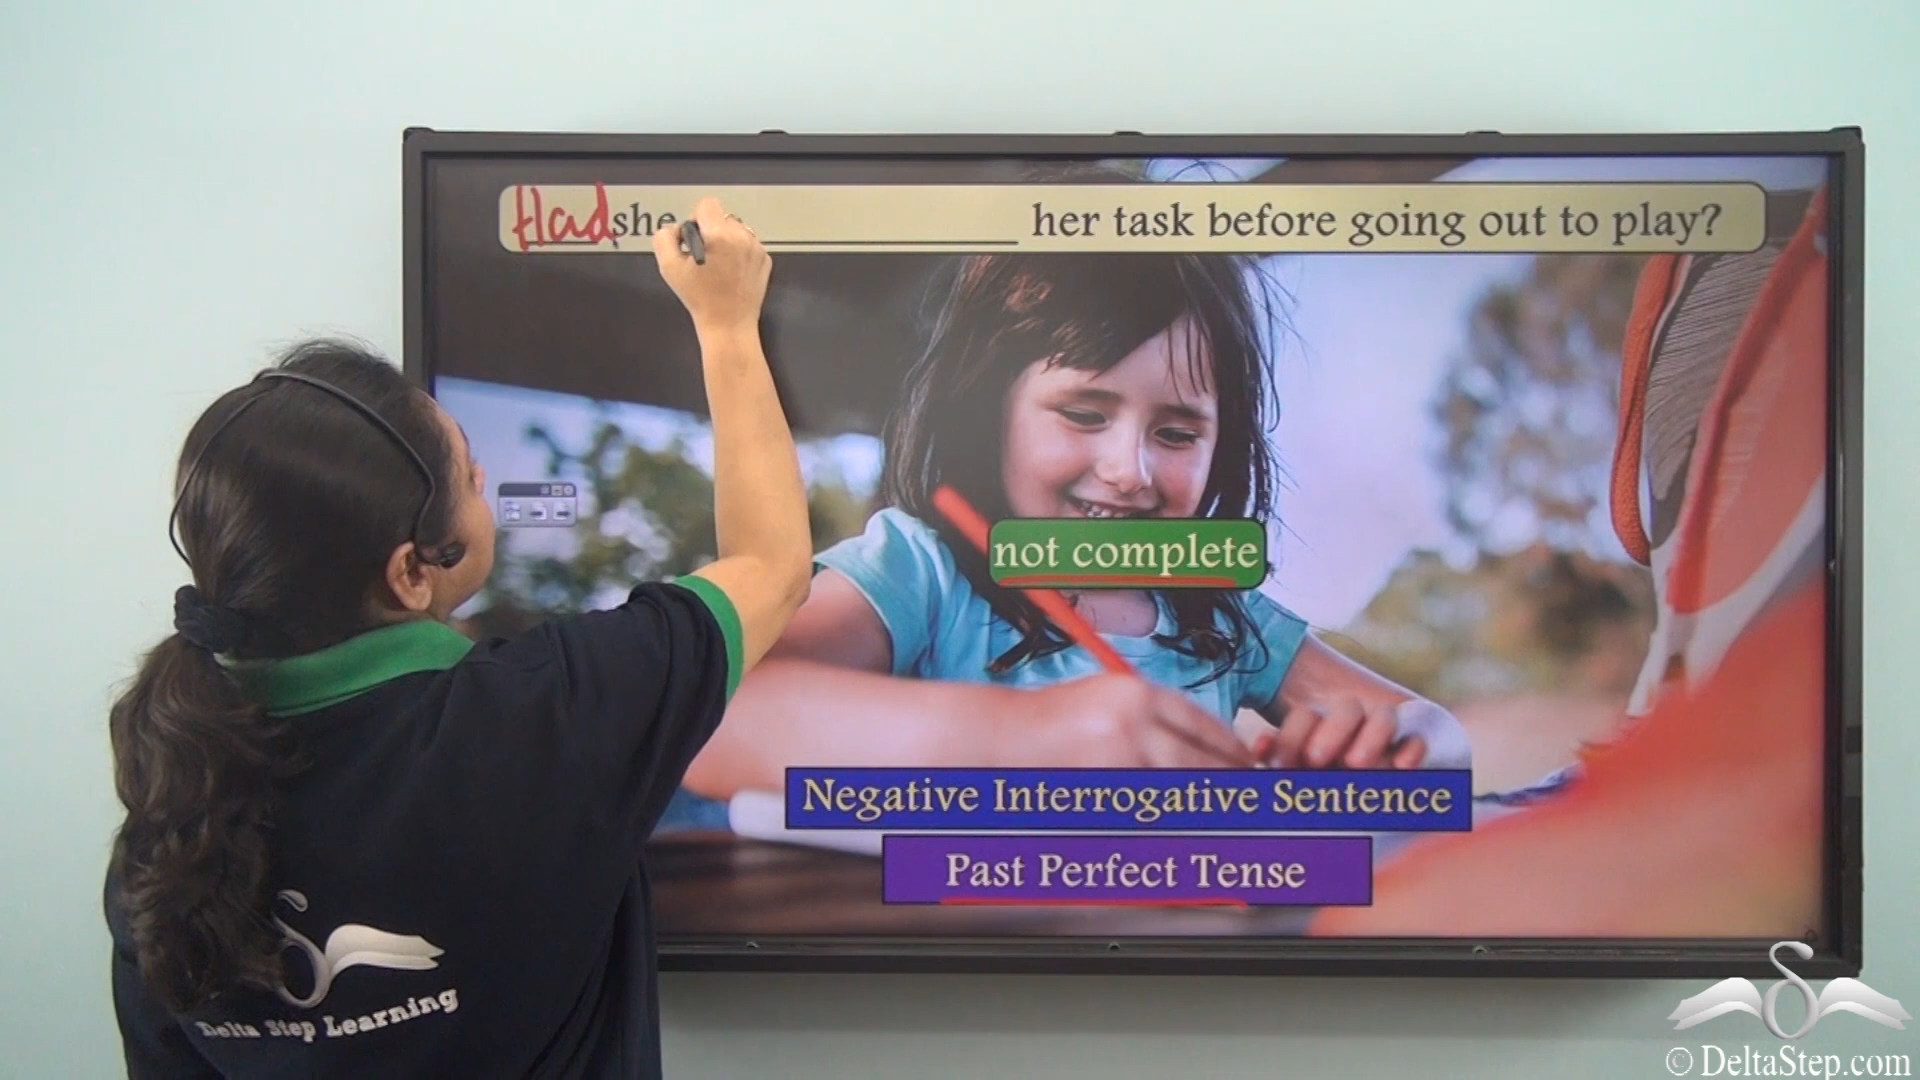 Had she ____________ her task before going out to play?
not complete
Negative Interrogative Sentence
Past Perfect Tense
Delta Step Learning
© DeltaStep.com